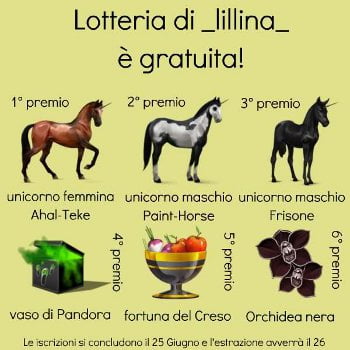 Lotteria di _lillina_
è gratuita!
1° premio
2° premio
3° premio
unicorno femmina
Ahal-Teke
unicorno maschio
Paint-Horse
unicorno maschio
Frisone
4° premio
vaso di Pandora
5° premio
fortuna del Creso
6° premio
Orchidea nera
Le iscrizioni si concludono il 25 Giugno e l'estrazione avverrà il 26